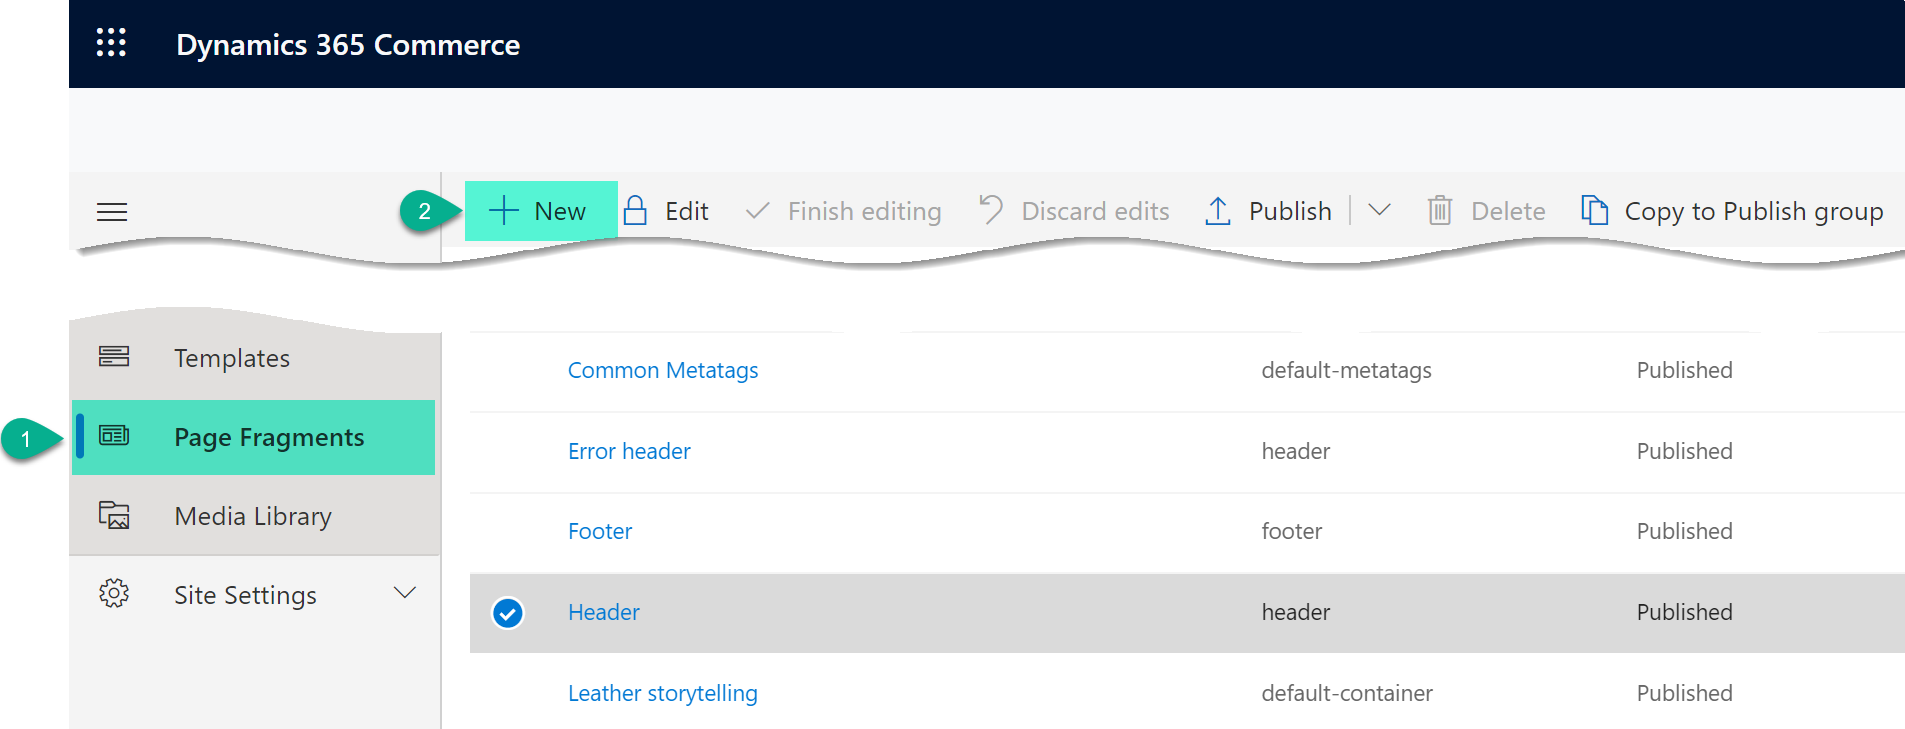 Dynamics 365 Commerce
2 New Edit Finish editing Discard edits Publish Delete Copy to Publish group
Templates
1 Page Fragments
Media Library
Site Settings
Common Metatags default-metatags Published
Error header header Published
Footer footer Published
Header header Published
Leather storytelling default-container Published